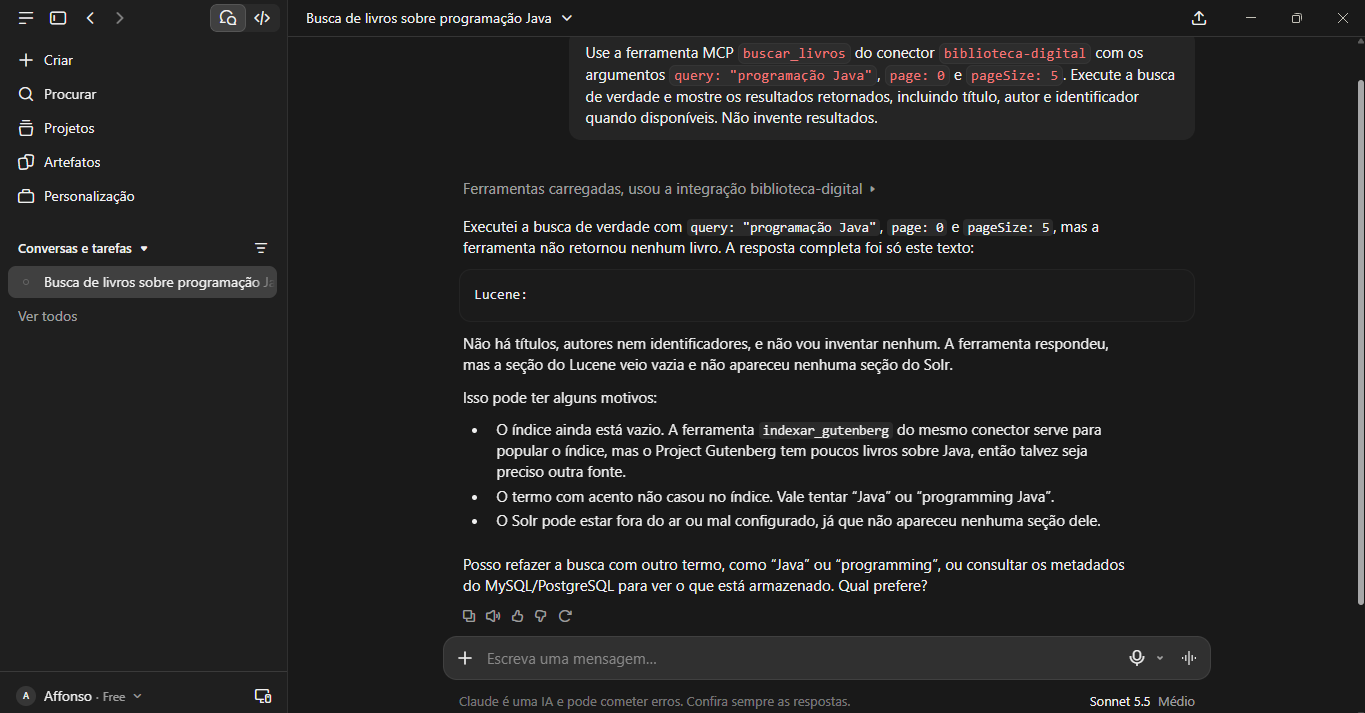 Busca de livros sobre programação Java
Criar
Procurar
Projetos
Artefatos
Personalização
Conversas e tarefas
Busca de livros sobre programação Ja
Ver todos
A Affonso · Free
Use a ferramenta MCP buscar_livros do conector biblioteca-digital com os
argumentos query: "programação Java", page: 0 e pageSize: 5. Execute a busca
de verdade e mostre os resultados retornados, incluindo título, autor e identificador
quando disponíveis. Não invente resultados.
Ferramentas carregadas, usou a integração biblioteca-digital
Executei a busca de verdade com query: "programação Java", page: 0 e pageSize: 5, mas a
ferramenta não retornou nenhum livro. A resposta completa foi só este texto:
Lucene:
Não há títulos, autores nem identificadores, e não vou inventar nenhum. A ferramenta respondeu,
mas a seção do Lucene veio vazia e não apareceu nenhuma seção do Solr.
Isso pode ter alguns motivos:
• O índice ainda está vazio. A ferramenta indexar_gutenberg do mesmo conector serve para
popular o índice, mas o Project Gutenberg tem poucos livros sobre Java, então talvez seja
preciso outra fonte.
• O termo com acento não casou no índice. Vale tentar “Java” ou “programming Java”.
• O Solr pode estar fora do ar ou mal configurado, já que não apareceu nenhuma seção dele.
Posso refazer a busca com outro termo, como “Java” ou “programming”, ou consultar os metadados
do MySQL/PostgreSQL para ver o que está armazenado. Qual prefere?
Escreva uma mensagem...
Claude é uma IA e pode cometer erros. Confira sempre as respostas.
Sonnet 5.5 Médio